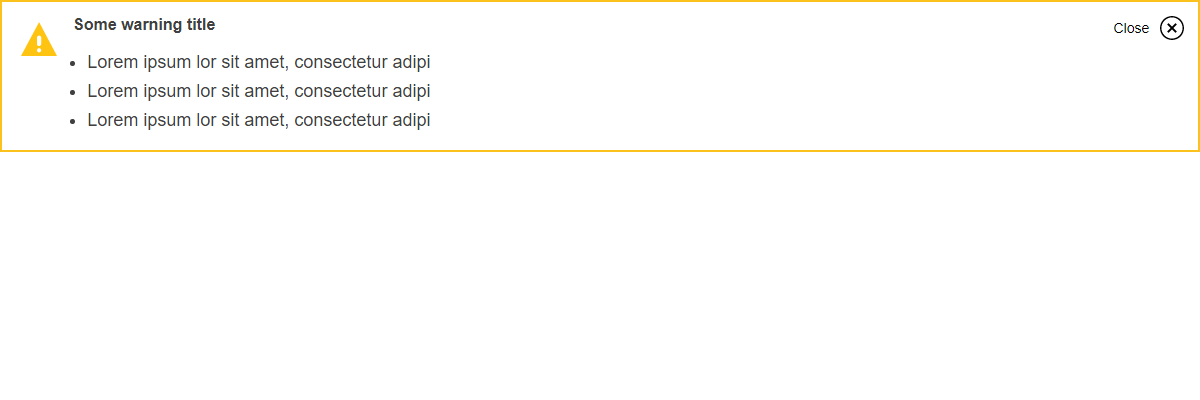 Some warning title
Close
• Lorem ipsum lor sit amet, consectetur adipi
• Lorem ipsum lor sit amet, consectetur adipi
• Lorem ipsum lor sit amet, consectetur adipi